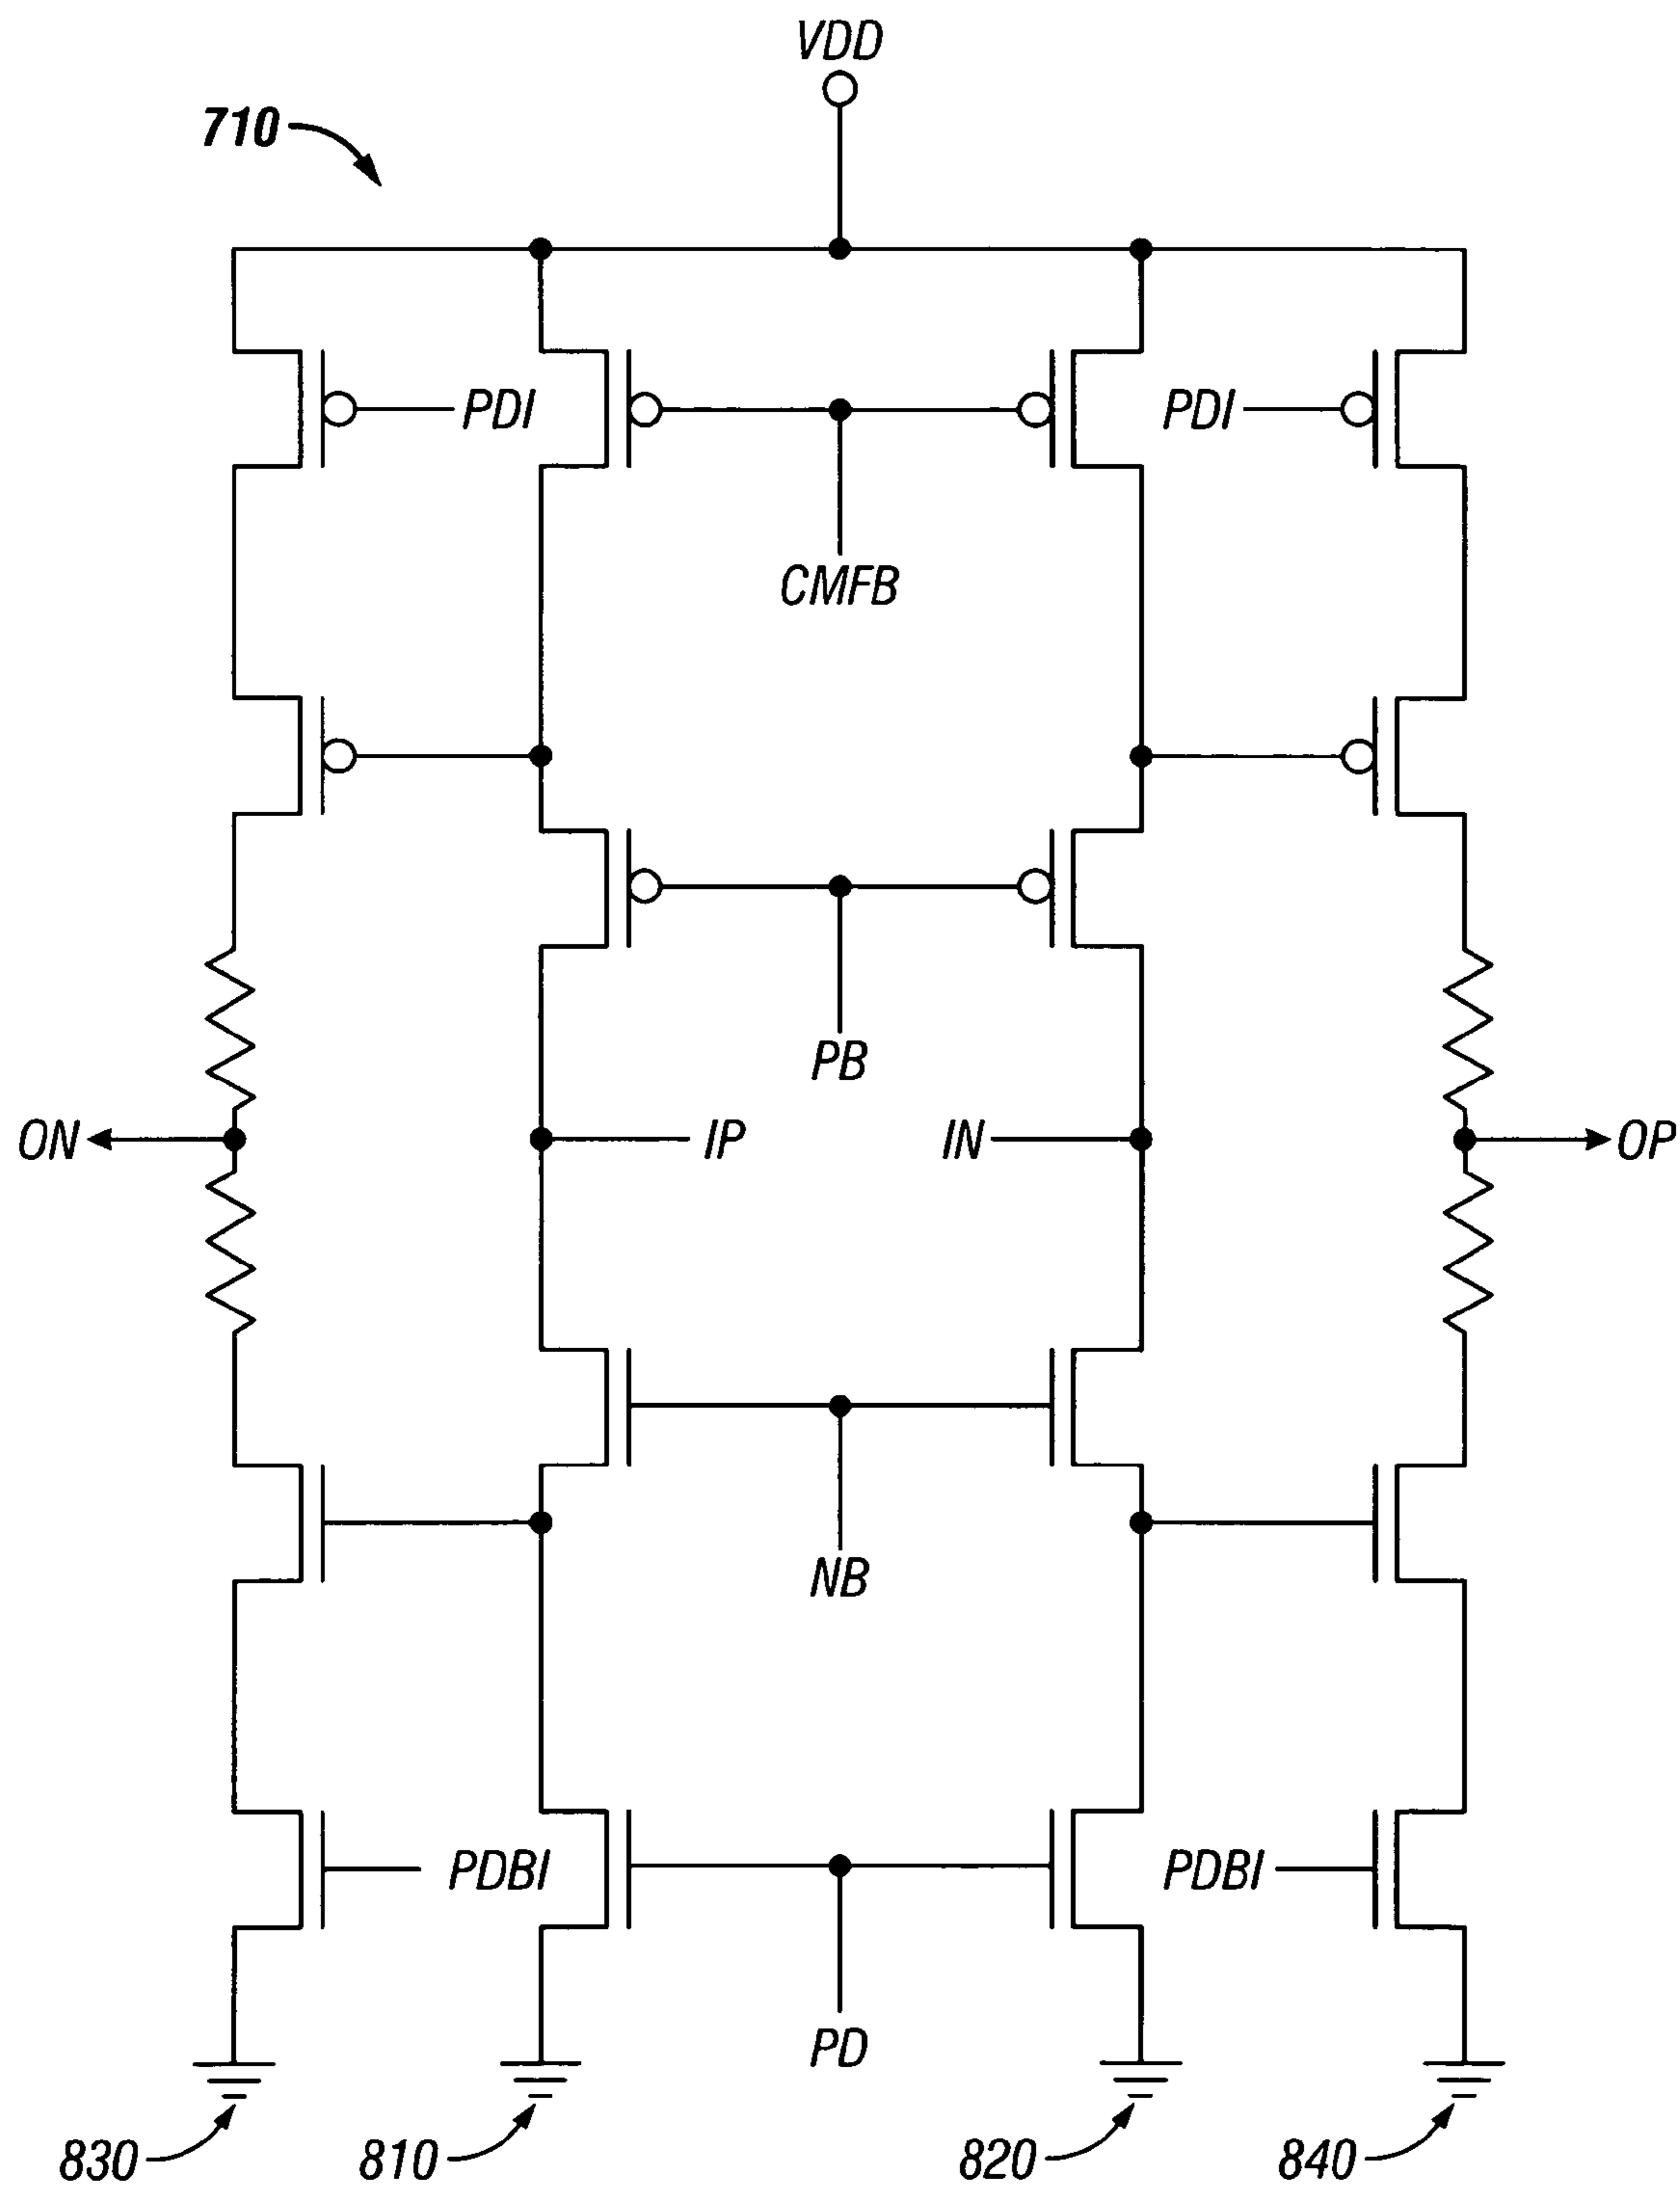 VDD
710
PDI
PDI
CMFB
PB
ON
IP
IN
OP
NB
PDBI
PDBI
PD
830
810
820
840